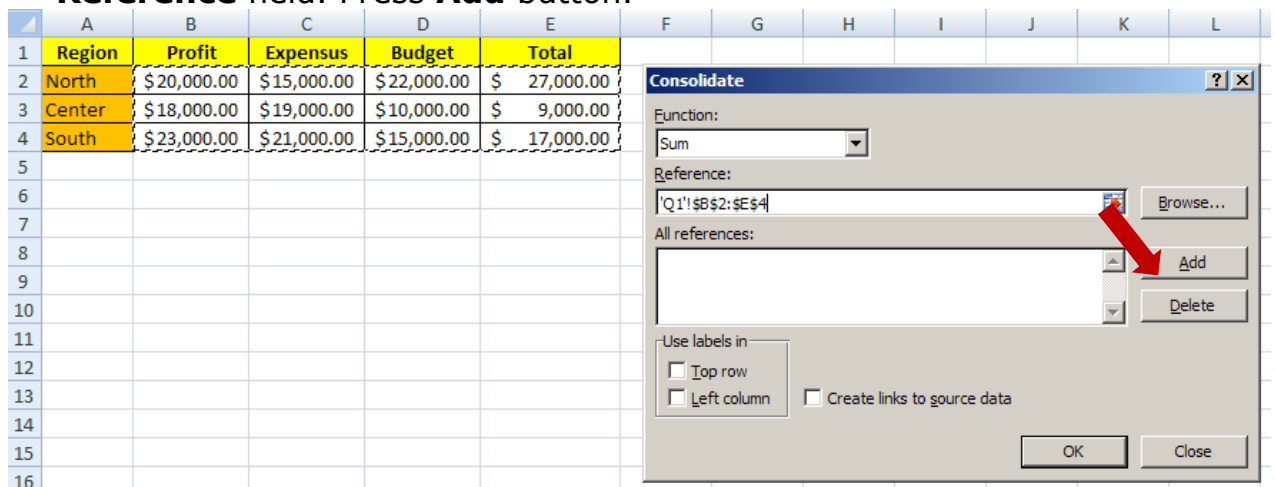 Reference field. Press Add button.
A B C D E F G H I J K L
1 Region Profit Expensus Budget Total
2 North $20,000.00 $15,000.00 $22,000.00 $ 27,000.00
3 Center $18,000.00 $19,000.00 $10,000.00 $ 9,000.00
4 South $23,000.00 $21,000.00 $15,000.00 $ 17,000.00
5
6
7
8
9
10
11
12
13
14
15
16
Consolidate
Function:
Sum
Reference:
'Q1'!$B$2:$E$4 Browse...
All references:
Add
Delete
Use labels in
Top row
Left column Create links to source data
OK Close